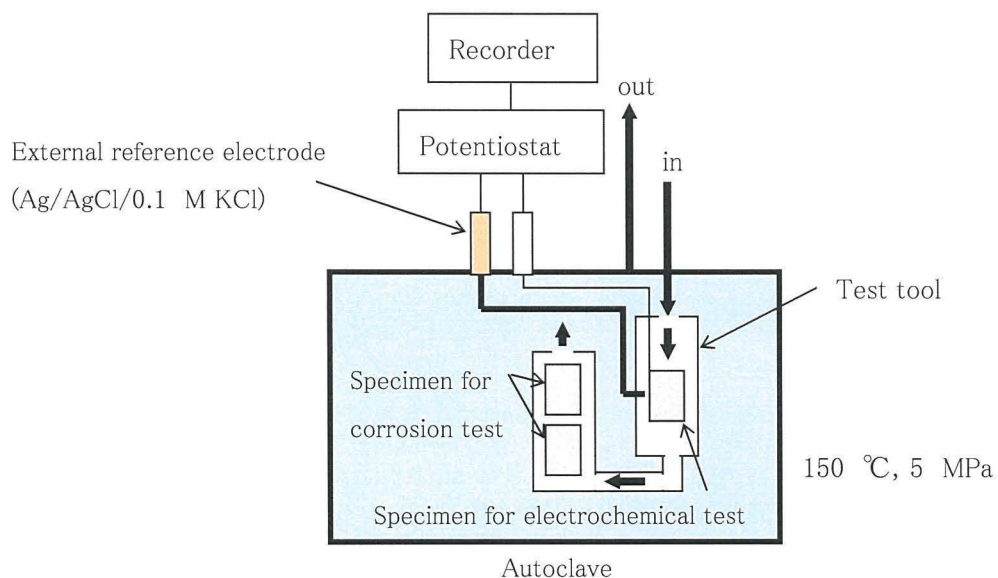 Recorder
out
Potentiostat
External reference electrode
(Ag/AgCl/0.1 M KCl)
in
Test tool
Specimen for
corrosion test
150 ℃, 5 MPa
Specimen for electrochemical test
Autoclave